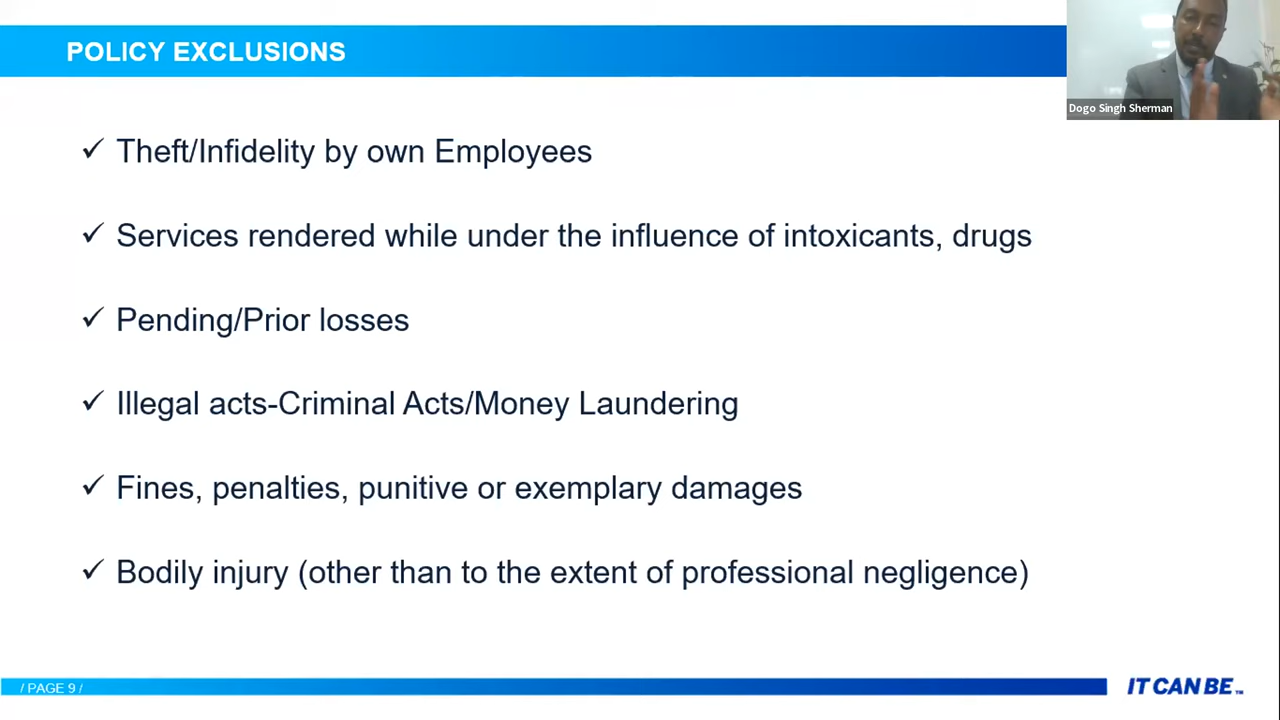 POLICY EXCLUSIONS
Dogo Singh Sherman
✓ Theft/Infidelity by own Employees
✓ Services rendered while under the influence of intoxicants, drugs
✓ Pending/Prior losses
✓ Illegal acts-Criminal Acts/Money Laundering
✓ Fines, penalties, punitive or exemplary damages
✓ Bodily injury (other than to the extent of professional negligence)
/ PAGE 9 /
IT CAN BE™